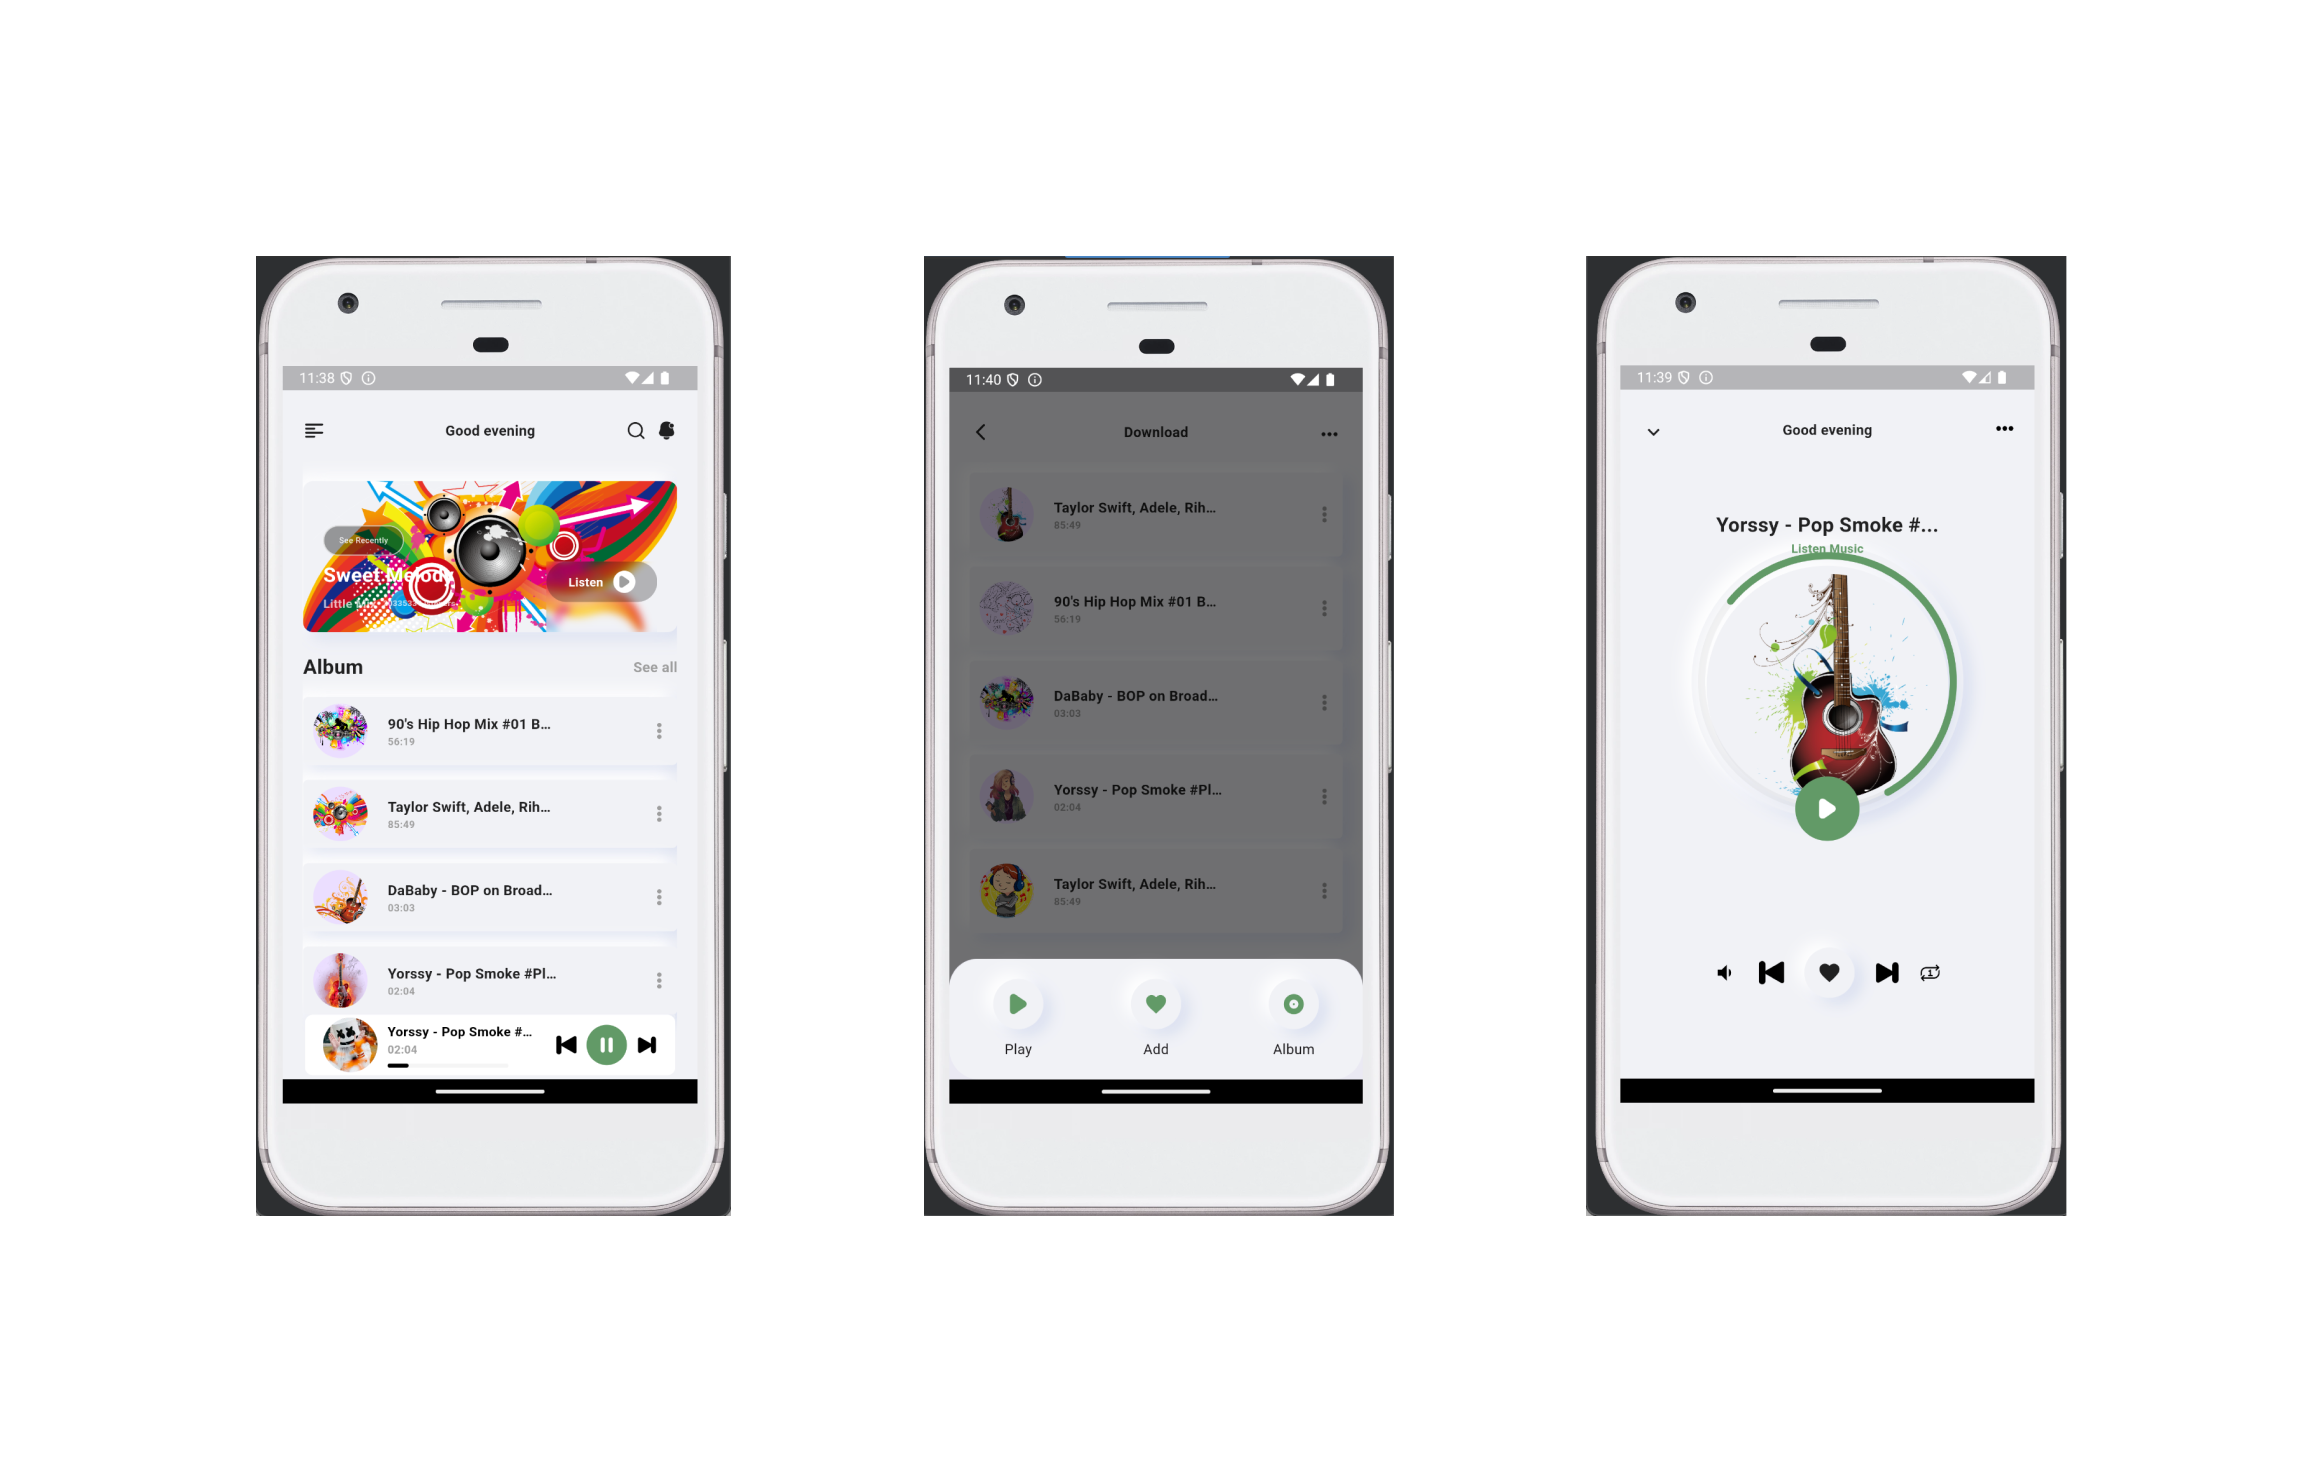 11:38
Good evening
See Recently
Sweet Melody
Listen
Little
Album
See all
90's Hip Hop Mix #01 B...
56:19
Taylor Swift, Adele, Rih...
85:49
DaBaby - BOP on Broad...
03:03
Yorssy - Pop Smoke #Pl...
02:04
Yorssy - Pop Smoke #...
02:04
11:40
Download
Taylor Swift, Adele, Rih...
85:49
90's Hip Hop Mix #01 B...
56:19
DaBaby - BOP on Broad...
03:03
Yorssy - Pop Smoke #Pl...
02:04
Taylor Swift, Adele, Rih...
85:49
Play
Add
Album
11:39
Good evening
Yorssy - Pop Smoke #...
Listen Music
1